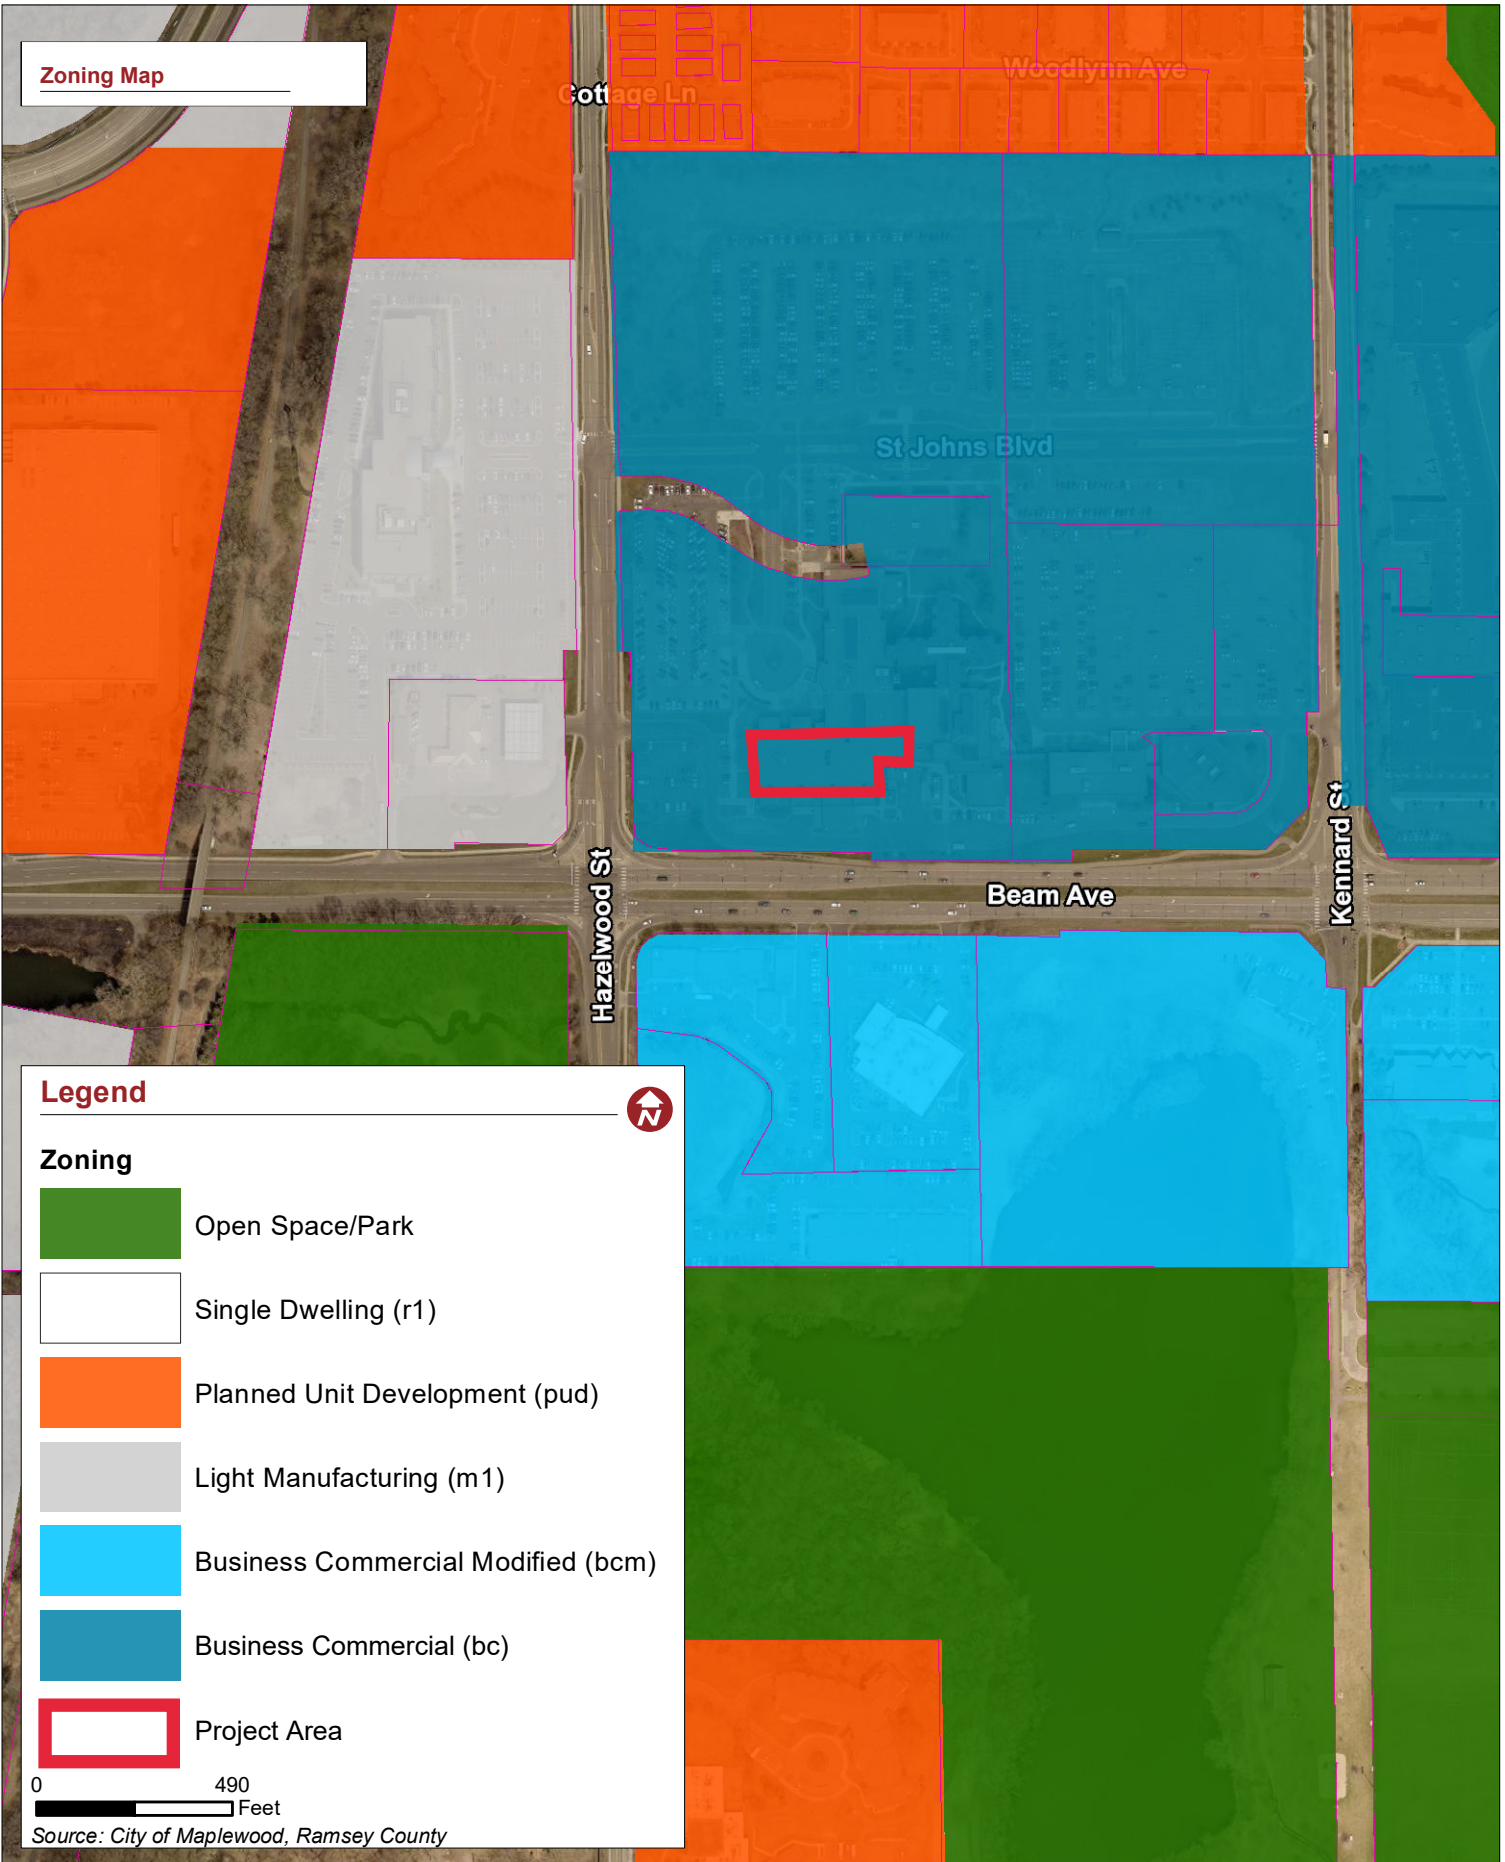 Zoning Map
Cottage Ln
Woodlynn Ave
St Johns Blvd
Kennard St
Beam Ave
Hazelwood St
Legend
N
Zoning
Open Space/Park
Single Dwelling (r1)
Planned Unit Development (pud)
Light Manufacturing (m1)
Business Commercial Modified (bcm)
Business Commercial (bc)
Project Area
0 490
Feet
Source: City of Maplewood, Ramsey County